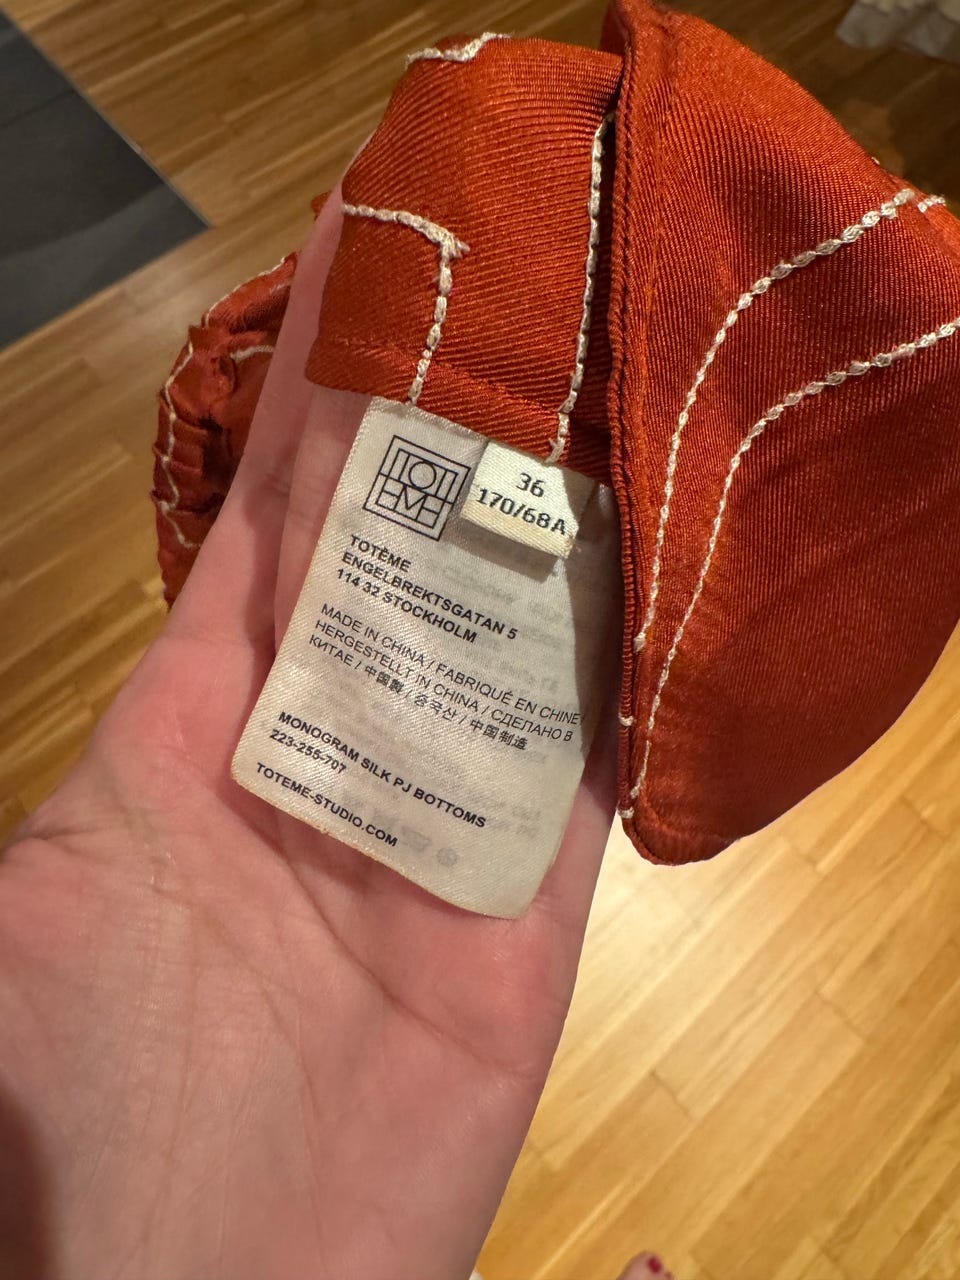 TOTEME
36
170/68A
TOTÊME
ENGELBREKTSGATAN 5
114 32 STOCKHOLM
MADE IN CHINA / FABRIQUÉ EN CHINE /
HERGESTELLT IN CHINA / СДЕЛАНО В
КИТАЕ / 中国製 / 중국산 / 中国制造
MONOGRAM SILK PJ BOTTOMS
223-255-707
TOTEME-STUDIO.COM